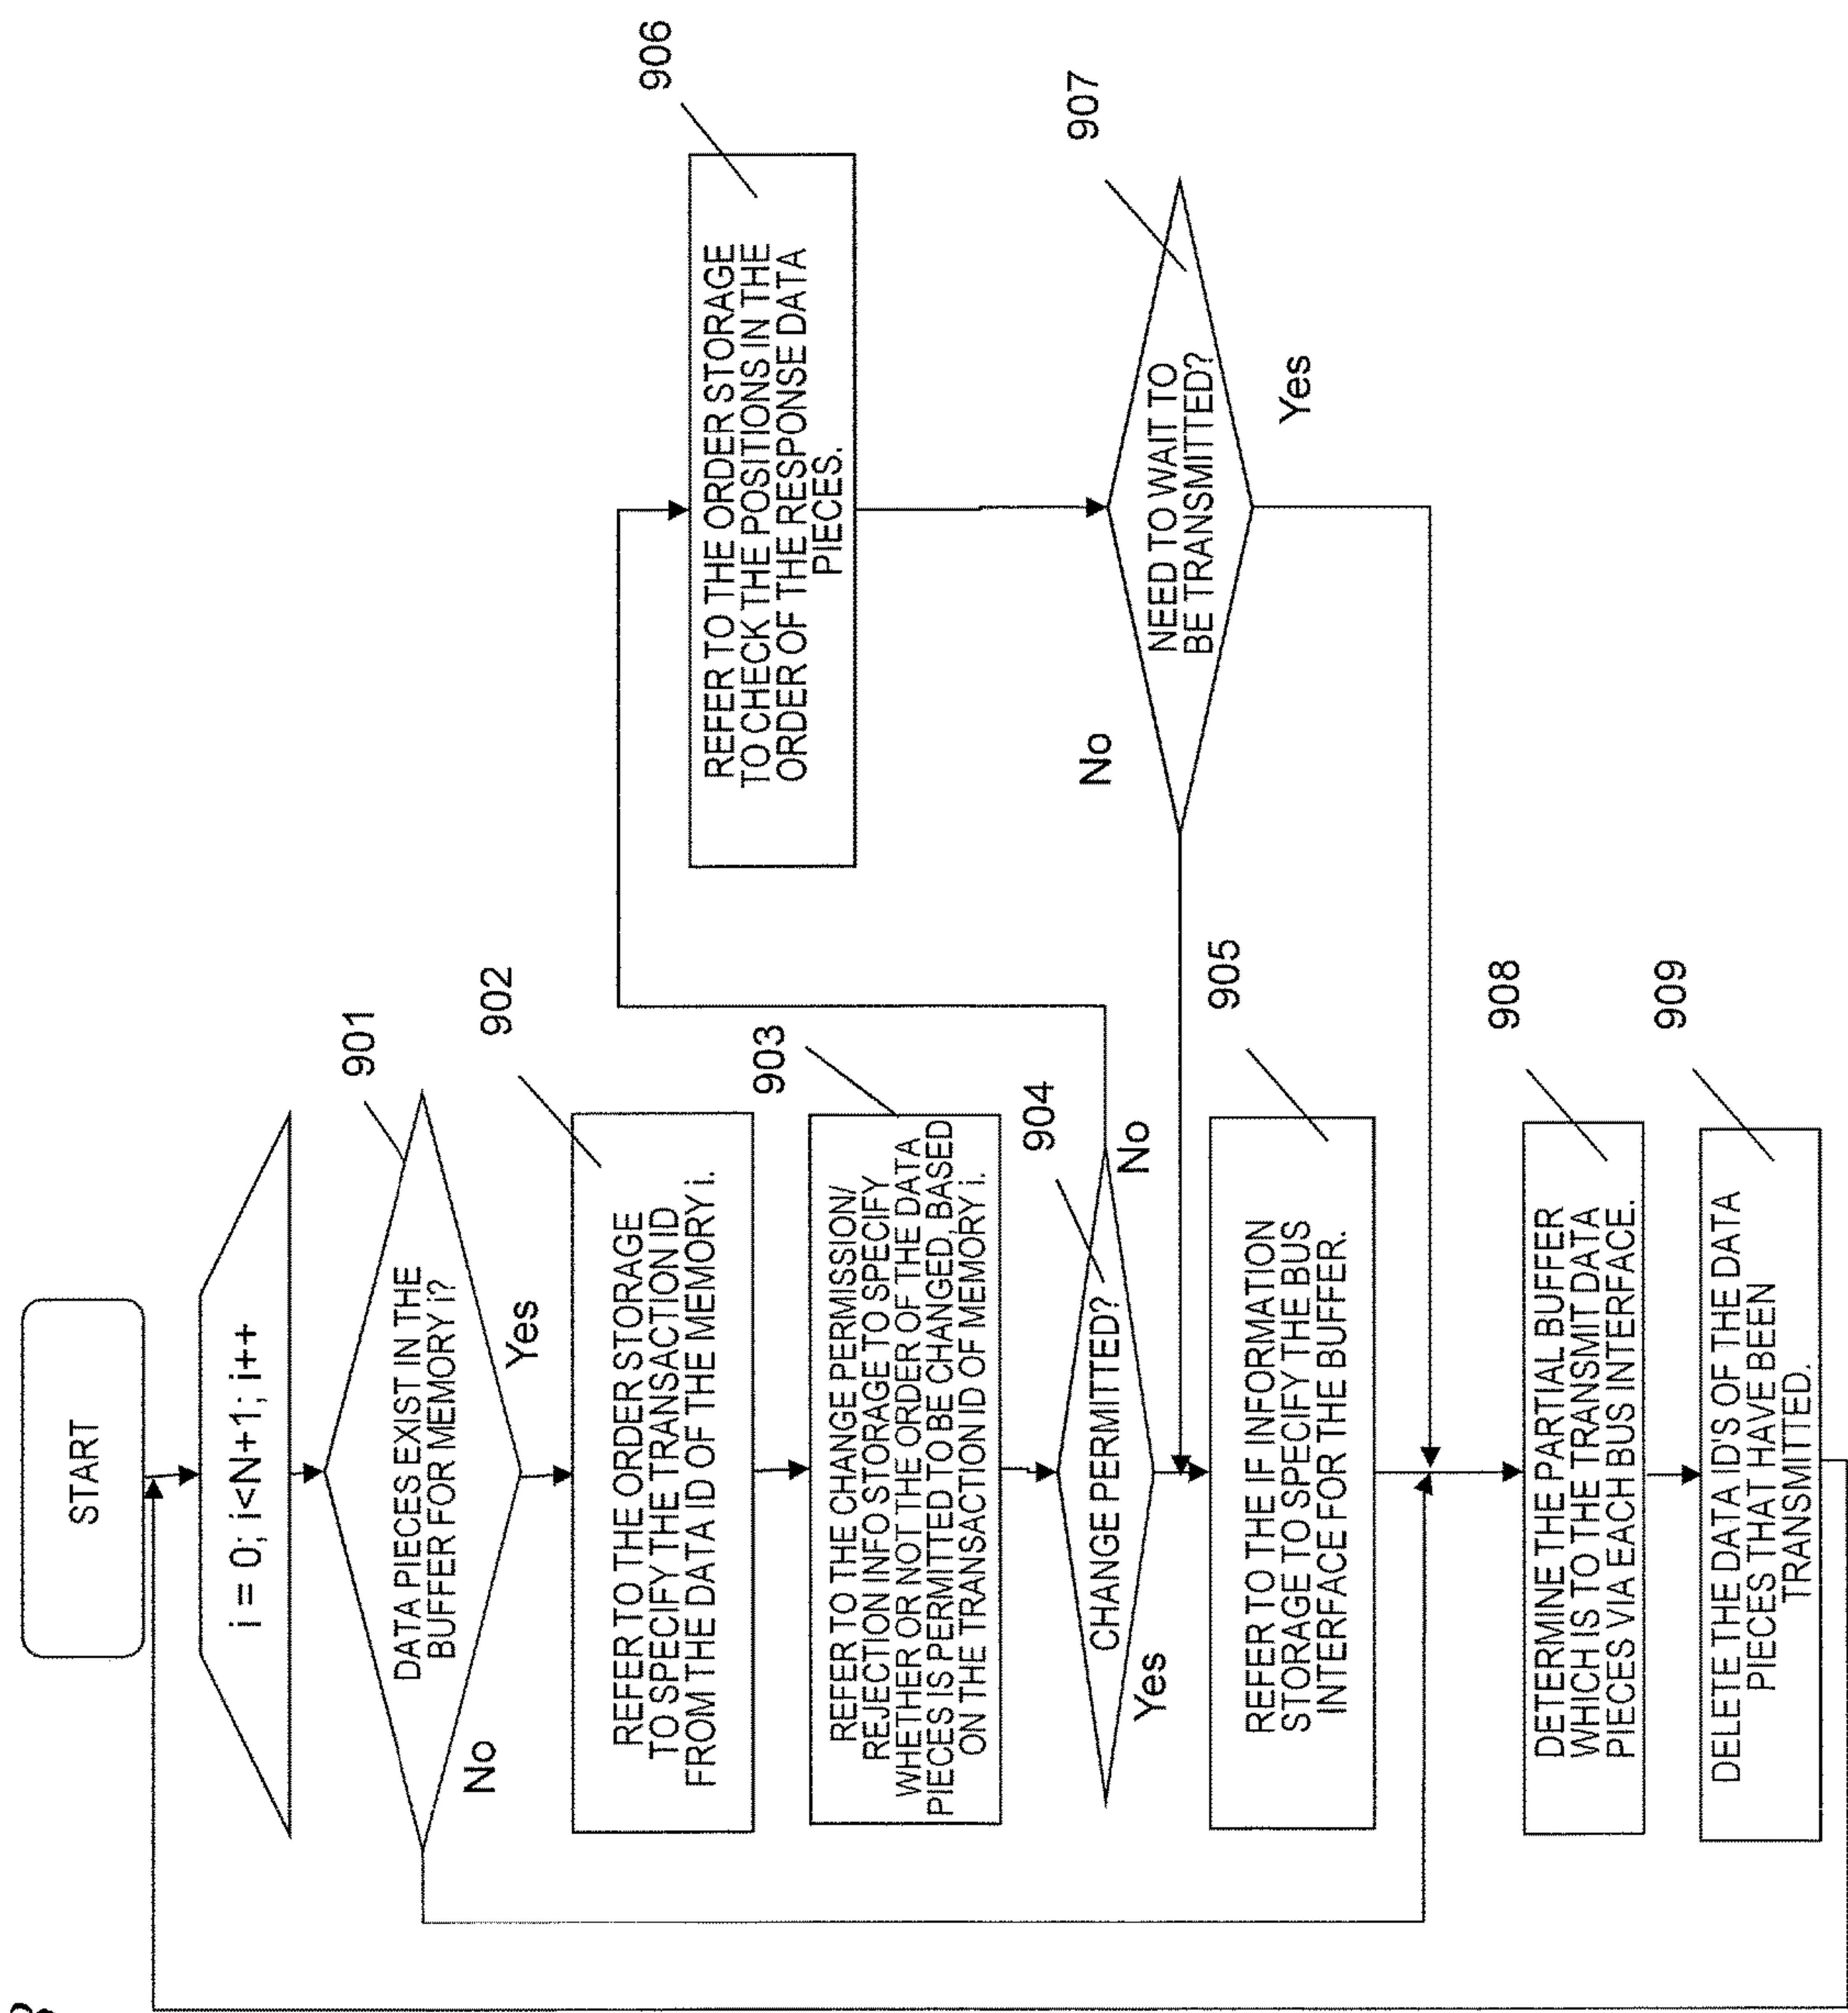 START
i = 0; i<N+1; i++
901
DATA PIECES EXIST IN THE
BUFFER FOR MEMORY i?
No
Yes
902
REFER TO THE ORDER STORAGE
TO SPECIFY THE TRANSACTION ID
FROM THE DATA ID OF THE MEMORY i.
903
REFER TO THE CHANGE PERMISSION/
REJECTION INFO STORAGE TO SPECIFY
WHETHER OR NOT THE ORDER OF THE DATA
PIECES IS PERMITTED TO BE CHANGED, BASED
ON THE TRANSACTION ID OF MEMORY i.
904
CHANGE PERMITTED?
Yes
No
906
REFER TO THE ORDER STORAGE
TO CHECK THE POSITIONS IN THE
ORDER OF THE RESPONSE DATA
PIECES.
907
NEED TO WAIT TO
BE TRANSMITTED?
No
Yes
905
REFER TO THE IF INFORMATION
STORAGE TO SPECIFY THE BUS
INTERFACE FOR THE BUFFER.
908
DETERMINE THE PARTIAL BUFFER
WHICH IS TO THE TRANSMIT DATA
PIECES VIA EACH BUS INTERFACE.
909
DELETE THE DATA ID'S OF THE DATA
PIECES THAT HAVE BEEN
TRANSMITTED.